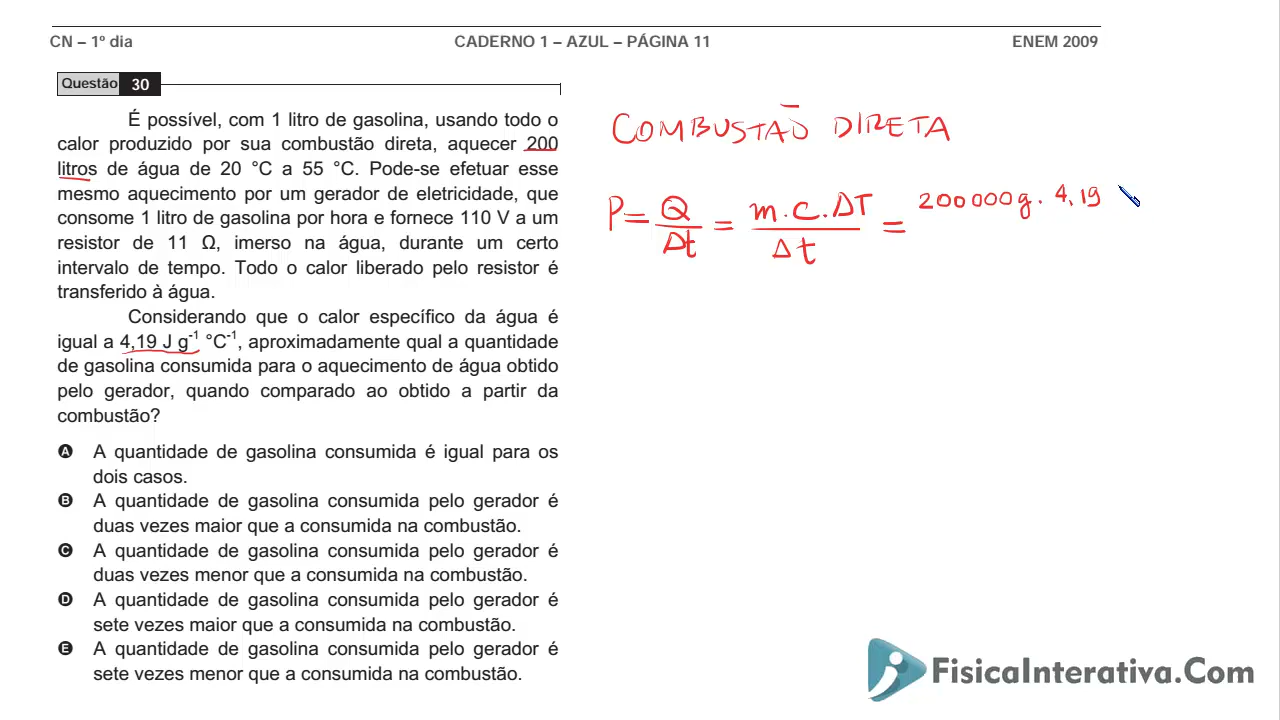 CN – 1º dia CADERNO 1 – AZUL – PÁGINA 11 ENEM 2009
Questão 30
É possível, com 1 litro de gasolina, usando todo o
calor produzido por sua combustão direta, aquecer 200
litros de água de 20 °C a 55 °C. Pode-se efetuar esse
mesmo aquecimento por um gerador de eletricidade, que
consome 1 litro de gasolina por hora e fornece 110 V a um
resistor de 11 Ω, imerso na água, durante um certo
intervalo de tempo. Todo o calor liberado pelo resistor é
transferido à água.
Considerando que o calor específico da água é
igual a 4,19 J g⁻¹ °C⁻¹, aproximadamente qual a quantidade
de gasolina consumida para o aquecimento de água obtido
pelo gerador, quando comparado ao obtido a partir da
combustão?
A A quantidade de gasolina consumida é igual para os
dois casos.
B A quantidade de gasolina consumida pelo gerador é
duas vezes maior que a consumida na combustão.
C A quantidade de gasolina consumida pelo gerador é
duas vezes menor que a consumida na combustão.
D A quantidade de gasolina consumida pelo gerador é
sete vezes maior que a consumida na combustão.
E A quantidade de gasolina consumida pelo gerador é
sete vezes menor que a consumida na combustão.
COMBUSTÃO DIRETA
P = Q/Δt = m.c.ΔT/Δt = 200000g . 4,19
FisicaInterativa.Com